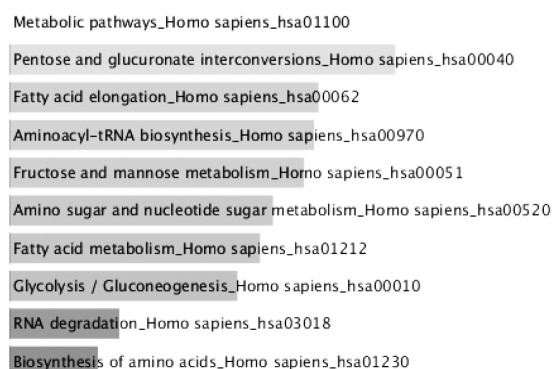 Metabolic pathways_Homo sapiens_hsa01100
Pentose and glucuronate interconversions_Homo sapiens_hsa00040
Fatty acid elongation_Homo sapiens_hsa00062
Aminoacyl-tRNA biosynthesis_Homo sapiens_hsa00970
Fructose and mannose metabolism_Homo sapiens_hsa00051
Amino sugar and nucleotide sugar metabolism_Homo sapiens_hsa00520
Fatty acid metabolism_Homo sapiens_hsa01212
Glycolysis / Gluconeogenesis_Homo sapiens_hsa00010
RNA degradation_Homo sapiens_hsa03018
Biosynthesis of amino acids_Homo sapiens_hsa01230